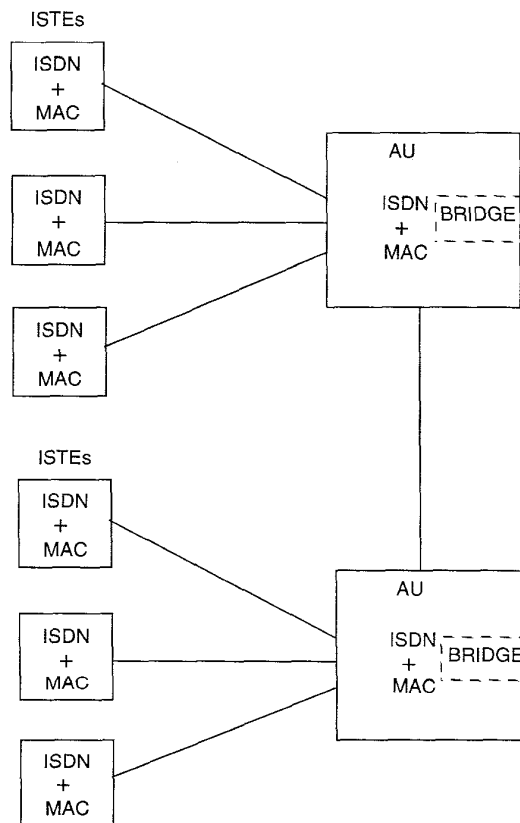 ISTEs
ISDN
+
MAC
ISDN
+
MAC
ISDN
+
MAC
AU
ISDN
+
MAC
BRIDGE
ISTEs
ISDN
+
MAC
ISDN
+
MAC
ISDN
+
MAC
AU
ISDN
+
MAC
BRIDGE